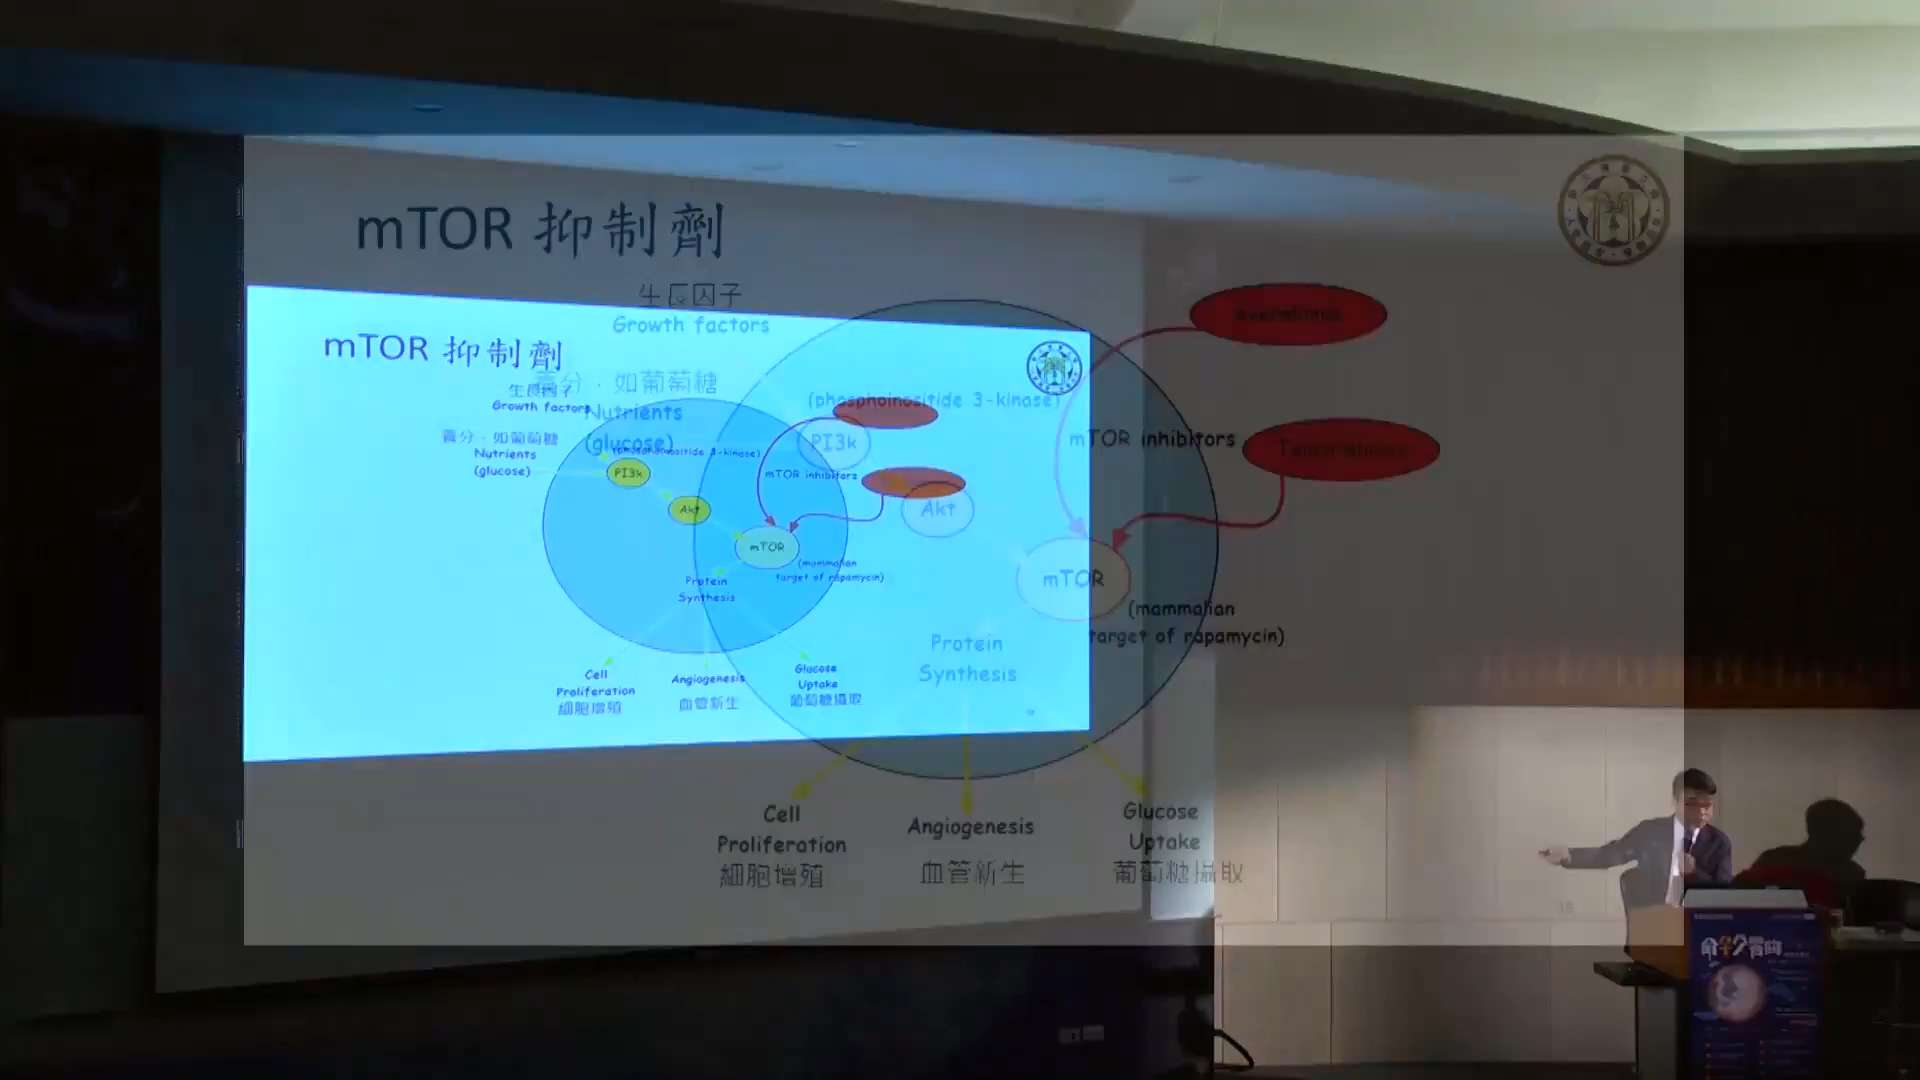 mTOR 抑制劑
生長因子
Growth factors
養分，如葡萄糖
Nutrients
(glucose)
(phosphoinositide 3-kinase)
PI3k
Akt
mTOR inhibitors
Everolimus
Temsirolimus
mTOR
(mammalian
target of rapamycin)
Protein
Synthesis
Cell
Proliferation
細胞增殖
Angiogenesis
血管新生
Glucose
Uptake
葡萄糖攝取
mTOR 抑制劑
生長因子
Growth factors
養分，如葡萄糖
Nutrients
(glucose)
(phosphoinositide 3-kinase)
PI3k
Akt
mTOR inhibitors
mTOR
(mammalian
target of rapamycin)
Protein
Synthesis
Cell
Proliferation
細胞增殖
Angiogenesis
血管新生
Glucose
Uptake
葡萄糖攝取